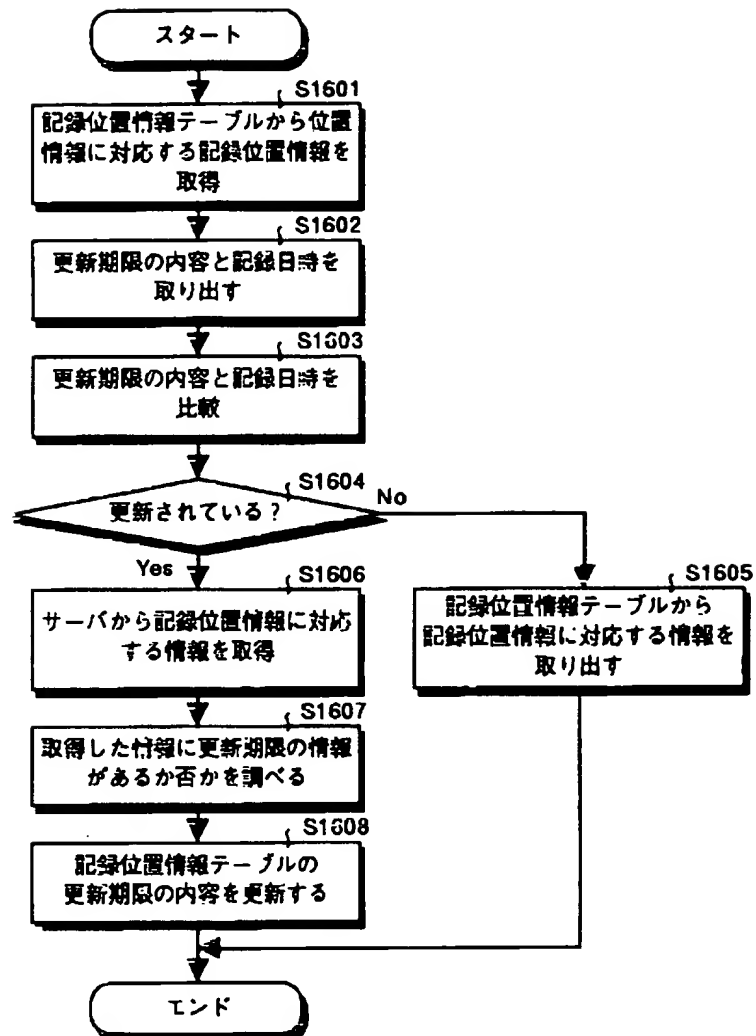 スタート
S1601
記録位置情報テーブルから位置
情報に対応する記録位置情報を
取得
S1602
更新期限の内容と記録日時を
取り出す
S1603
更新期限の内容と記録日時を
比較
S1604
更新されている?
No
Yes
S1606
サーバから記録位置情報に対応
する情報を取得
S1605
記録位置情報テーブルから
記録位置情報に対応する情報を
取り出す
S1607
取得した情報に更新期限の情報
があるか否かを調べる
S1608
記録位置情報テーブルの
更新期限の内容を更新する
エンド